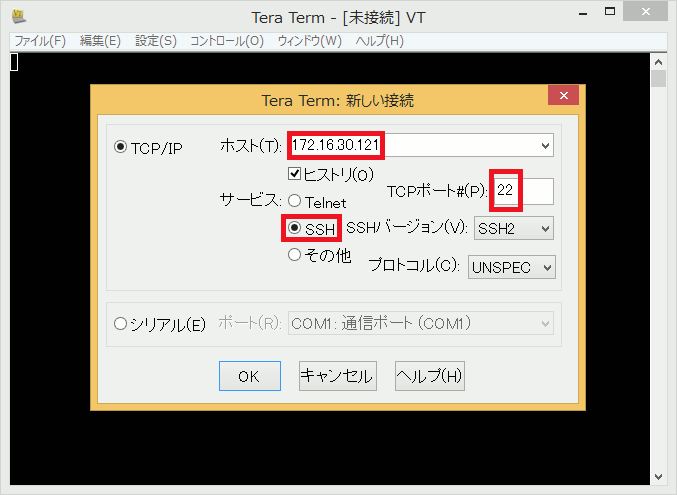 Tera Term - [未接続] VT
ファイル(F) 編集(E) 設定(S) コントロール(O) ウィンドウ(W) ヘルプ(H)
Tera Term: 新しい接続
TCP/IP ホスト(T): 172.16.30.121
ヒストリ(O)
サービス: Telnet TCPポート#(P): 22
SSH SSHバージョン(V): SSH2
その他 プロトコル(C): UNSPEC
シリアル(E) ポート(R): COM1: 通信ポート (COM1)
OK キャンセル ヘルプ(H)